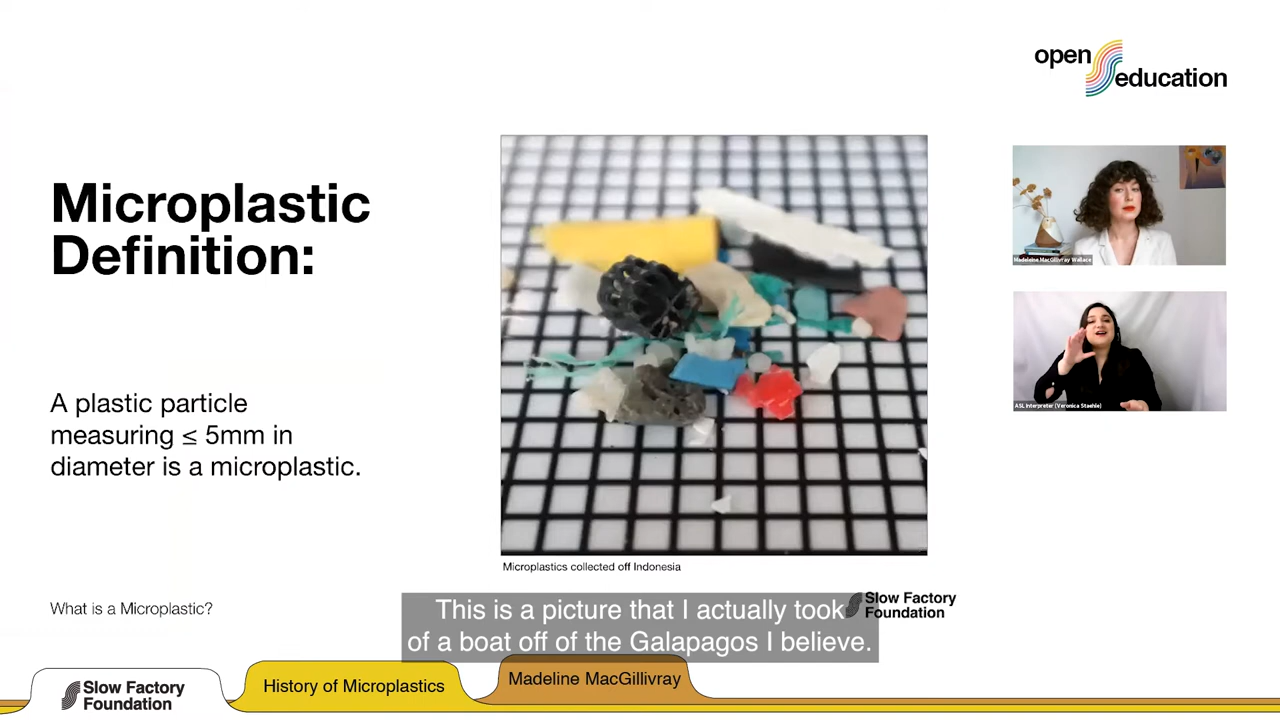 open
education
Microplastic
Definition:
A plastic particle
measuring ≤ 5mm in
diameter is a microplastic.
Madeleine MacGillivray Wallace
ASL Interpreter (Veronica Staehle)
Microplastics collected off Indonesia
What is a Microplastic?
This is a picture that I actually took
of a boat off of the Galapagos I believe.
Slow Factory
Foundation
Slow Factory
Foundation
History of Microplastics
Madeline MacGillivray